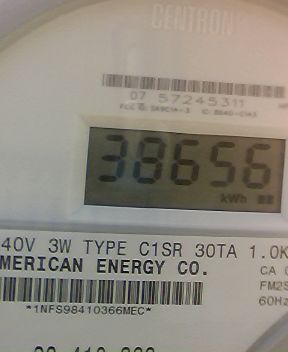 CENTRON
07 57245311
38656
kWh
40V 3W TYPE C1SR 30TA 1.0K
MERICAN ENERGY CO.
CA
FM2S
60Hz
*1NFS98410366MEC*